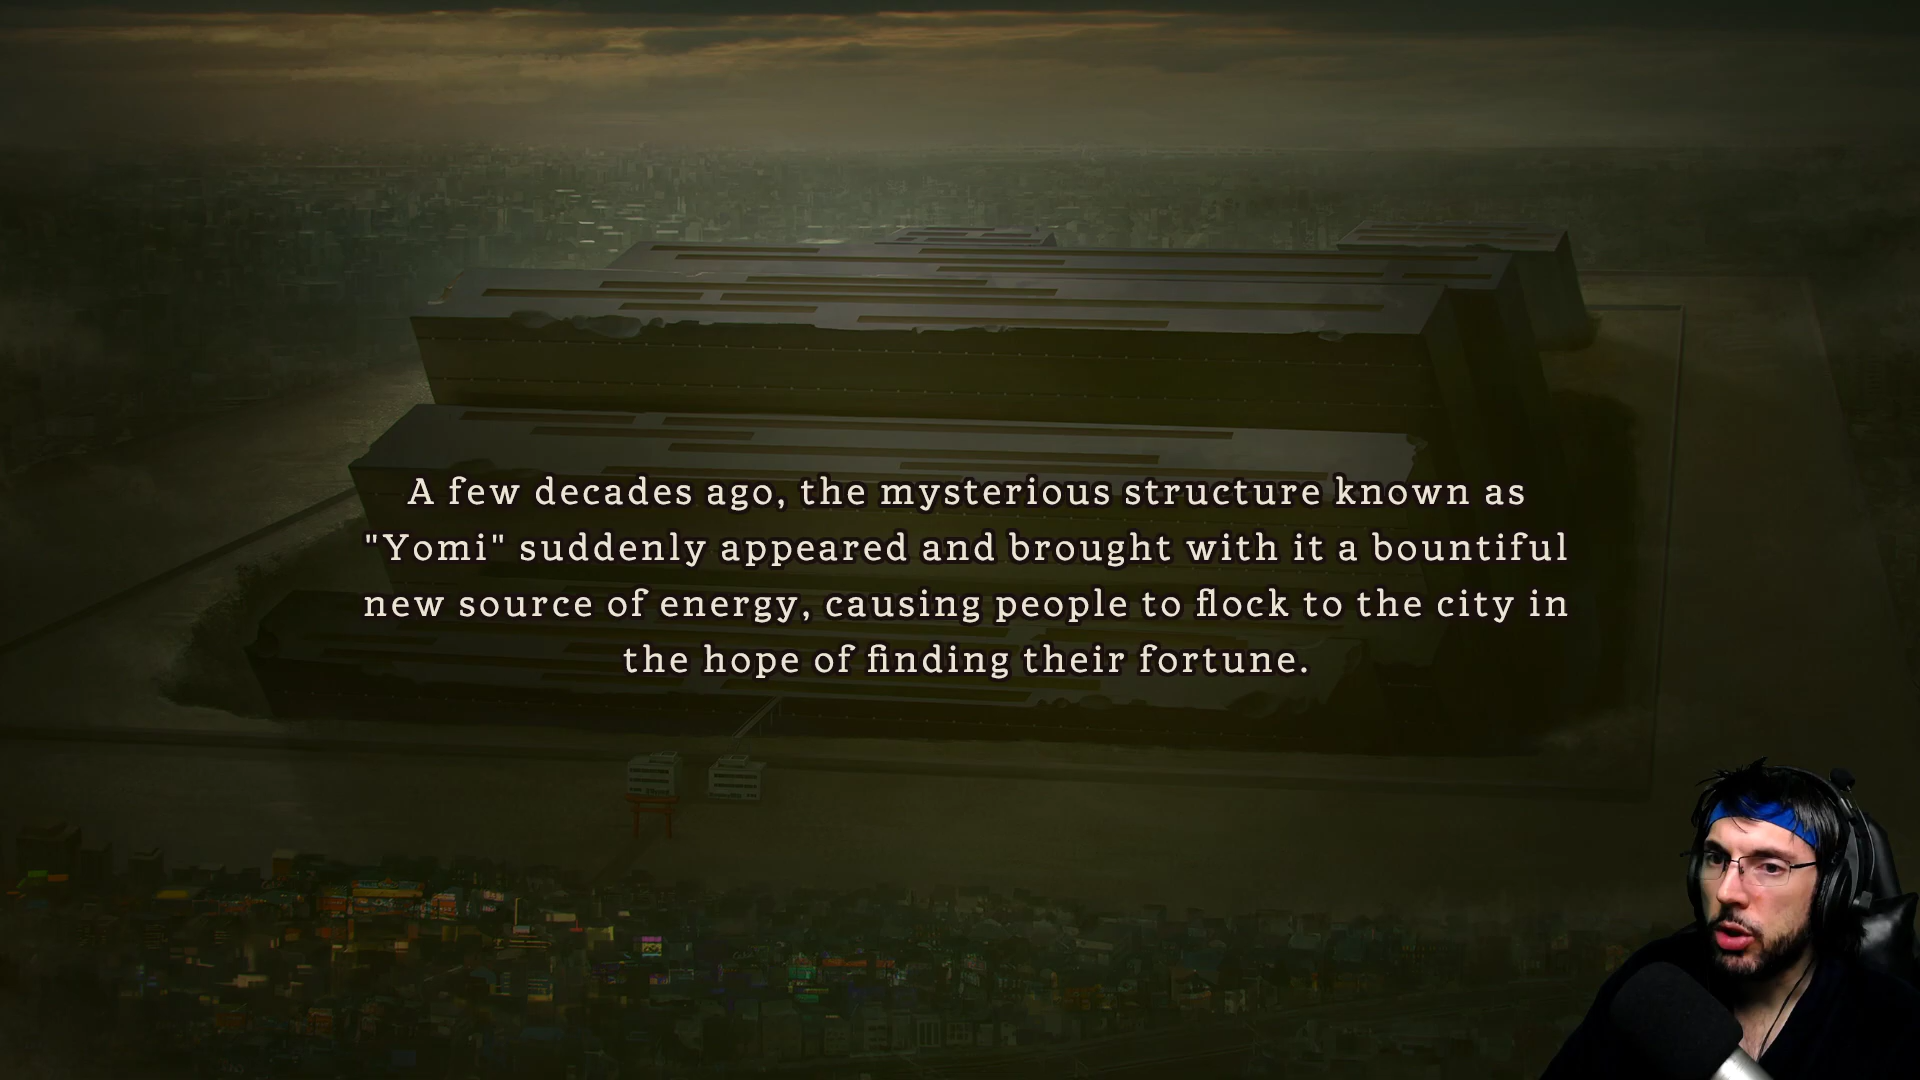 A few decades ago, the mysterious structure known as
"Yomi" suddenly appeared and brought with it a bountiful
new source of energy, causing people to flock to the city in
the hope of finding their fortune.